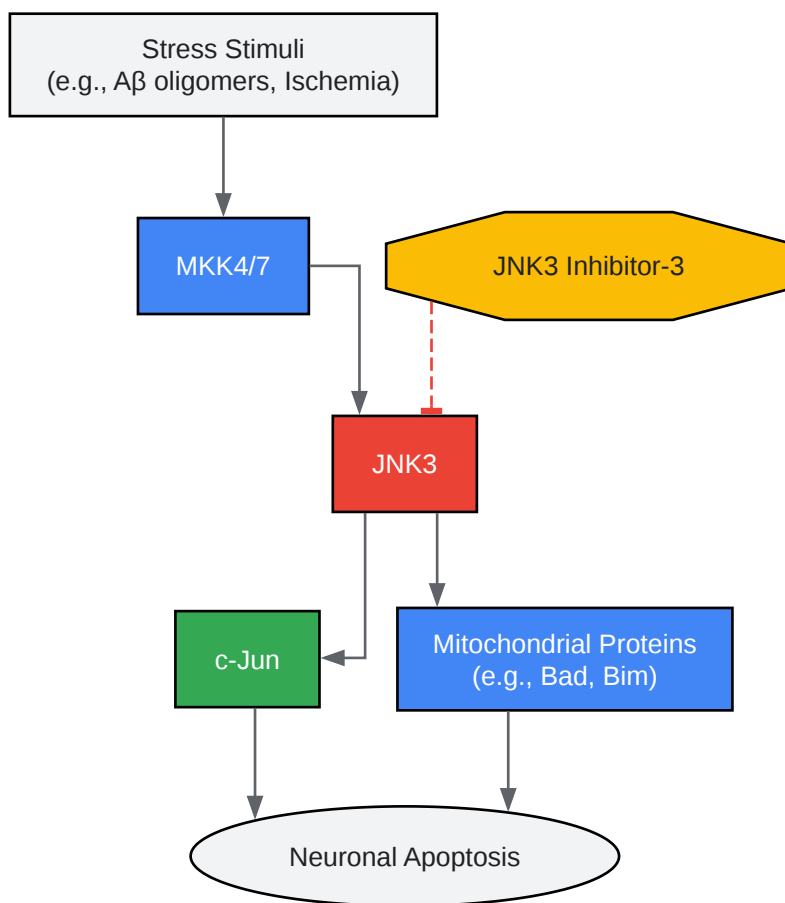 Stress Stimuli
(e.g., Aβ oligomers, Ischemia)
MKK4/7
JNK3 Inhibitor-3
JNK3
c-Jun
Mitochondrial Proteins
(e.g., Bad, Bim)
Neuronal Apoptosis